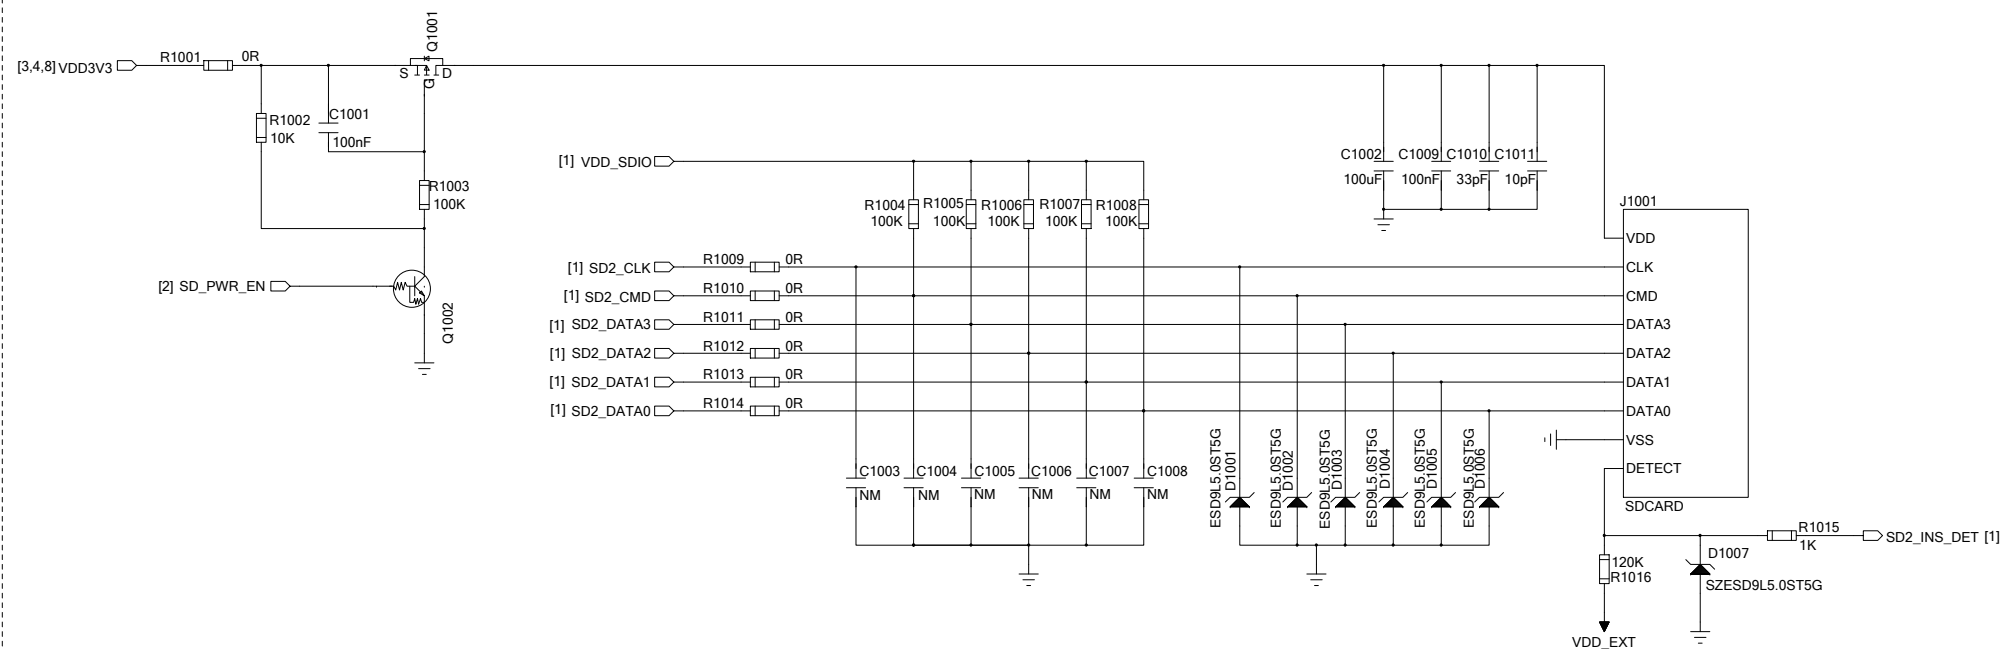 Q1001
[3,4,8] VDD3V3
R1001
0R
S
D
G
R1002
10K
C1001
100nF
R1003
100K
[2] SD_PWR_EN
Q1002
[1] VDD_SDIO
R1004
100K
R1005
100K
R1006
100K
R1007
100K
R1008
100K
C1002
100uF
C1009
100nF
C1010
33pF
C1011
10pF
J1001
VDD
CLK
CMD
DATA3
DATA2
DATA1
DATA0
VSS
DETECT
SDCARD
[1] SD2_CLK
R1009
0R
[1] SD2_CMD
R1010
0R
[1] SD2_DATA3
R1011
0R
[1] SD2_DATA2
R1012
0R
[1] SD2_DATA1
R1013
0R
[1] SD2_DATA0
R1014
0R
C1003
NM
C1004
NM
C1005
NM
C1006
NM
C1007
NM
C1008
NM
ESD9L5.0ST5G
D1001
ESD9L5.0ST5G
D1002
ESD9L5.0ST5G
D1003
ESD9L5.0ST5G
D1004
ESD9L5.0ST5G
D1005
ESD9L5.0ST5G
D1006
R1015
1K
SD2_INS_DET [1]
120K
R1016
D1007
SZESD9L5.0ST5G
VDD_EXT